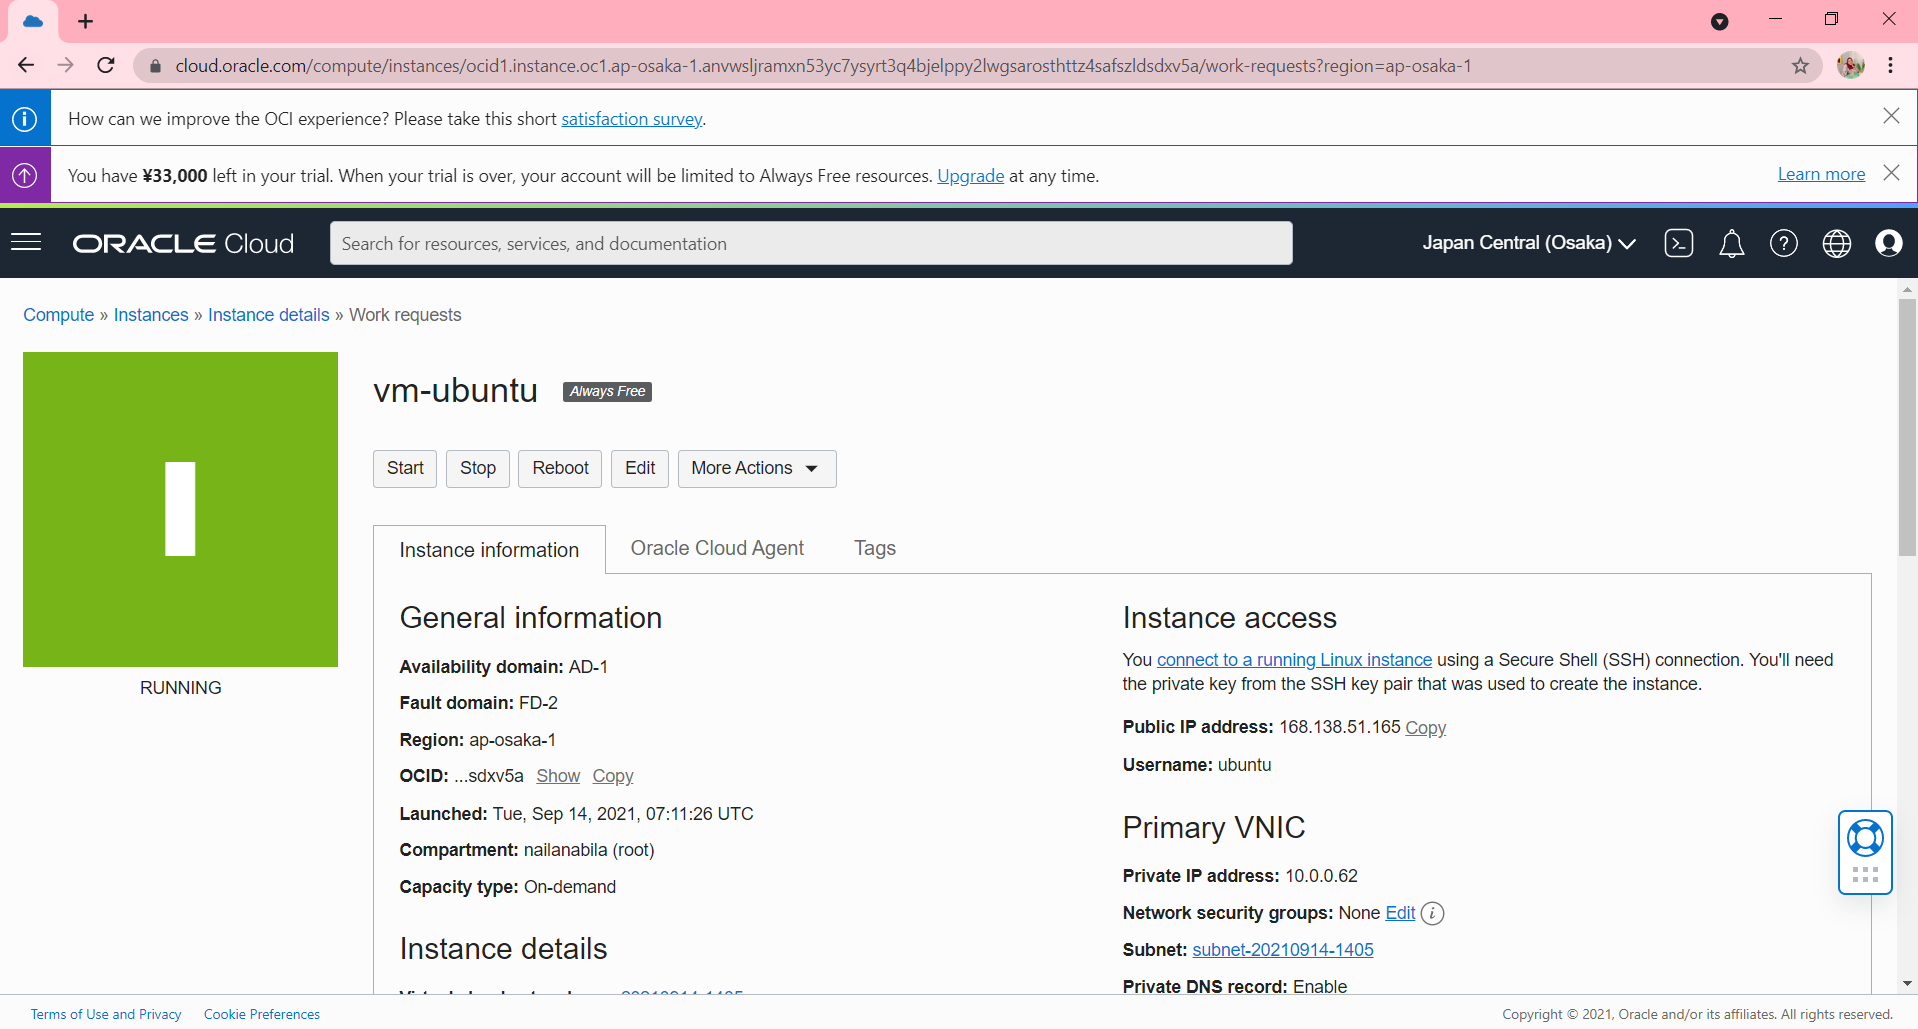 cloud.oracle.com/compute/instances/ocid1.instance.oc1.ap-osaka-1.anvwsljramxn53yc7ysyrt3q4bjelppy2lwgsarosthttz4safszldsdxv5a/work-requests?region=ap-osaka-1
How can we improve the OCI experience? Please take this short satisfaction survey.
You have ¥33,000 left in your trial. When your trial is over, your account will be limited to Always Free resources. Upgrade at any time. Learn more
ORACLE Cloud Search for resources, services, and documentation Japan Central (Osaka)
Compute » Instances » Instance details » Work requests
vm-ubuntu Always Free
Start Stop Reboot Edit More Actions
RUNNING
Instance information Oracle Cloud Agent Tags
General information
Availability domain: AD-1
Fault domain: FD-2
Region: ap-osaka-1
OCID: ...sdxv5a Show Copy
Launched: Tue, Sep 14, 2021, 07:11:26 UTC
Compartment: nailanabila (root)
Capacity type: On-demand
Instance details
Instance access
You connect to a running Linux instance using a Secure Shell (SSH) connection. You'll need
the private key from the SSH key pair that was used to create the instance.
Public IP address: 168.138.51.165 Copy
Username: ubuntu
Primary VNIC
Private IP address: 10.0.0.62
Network security groups: None Edit
Subnet: subnet-20210914-1405
Private DNS record: Enable
Terms of Use and Privacy Cookie Preferences
Copyright © 2021, Oracle and/or its affiliates. All rights reserved.